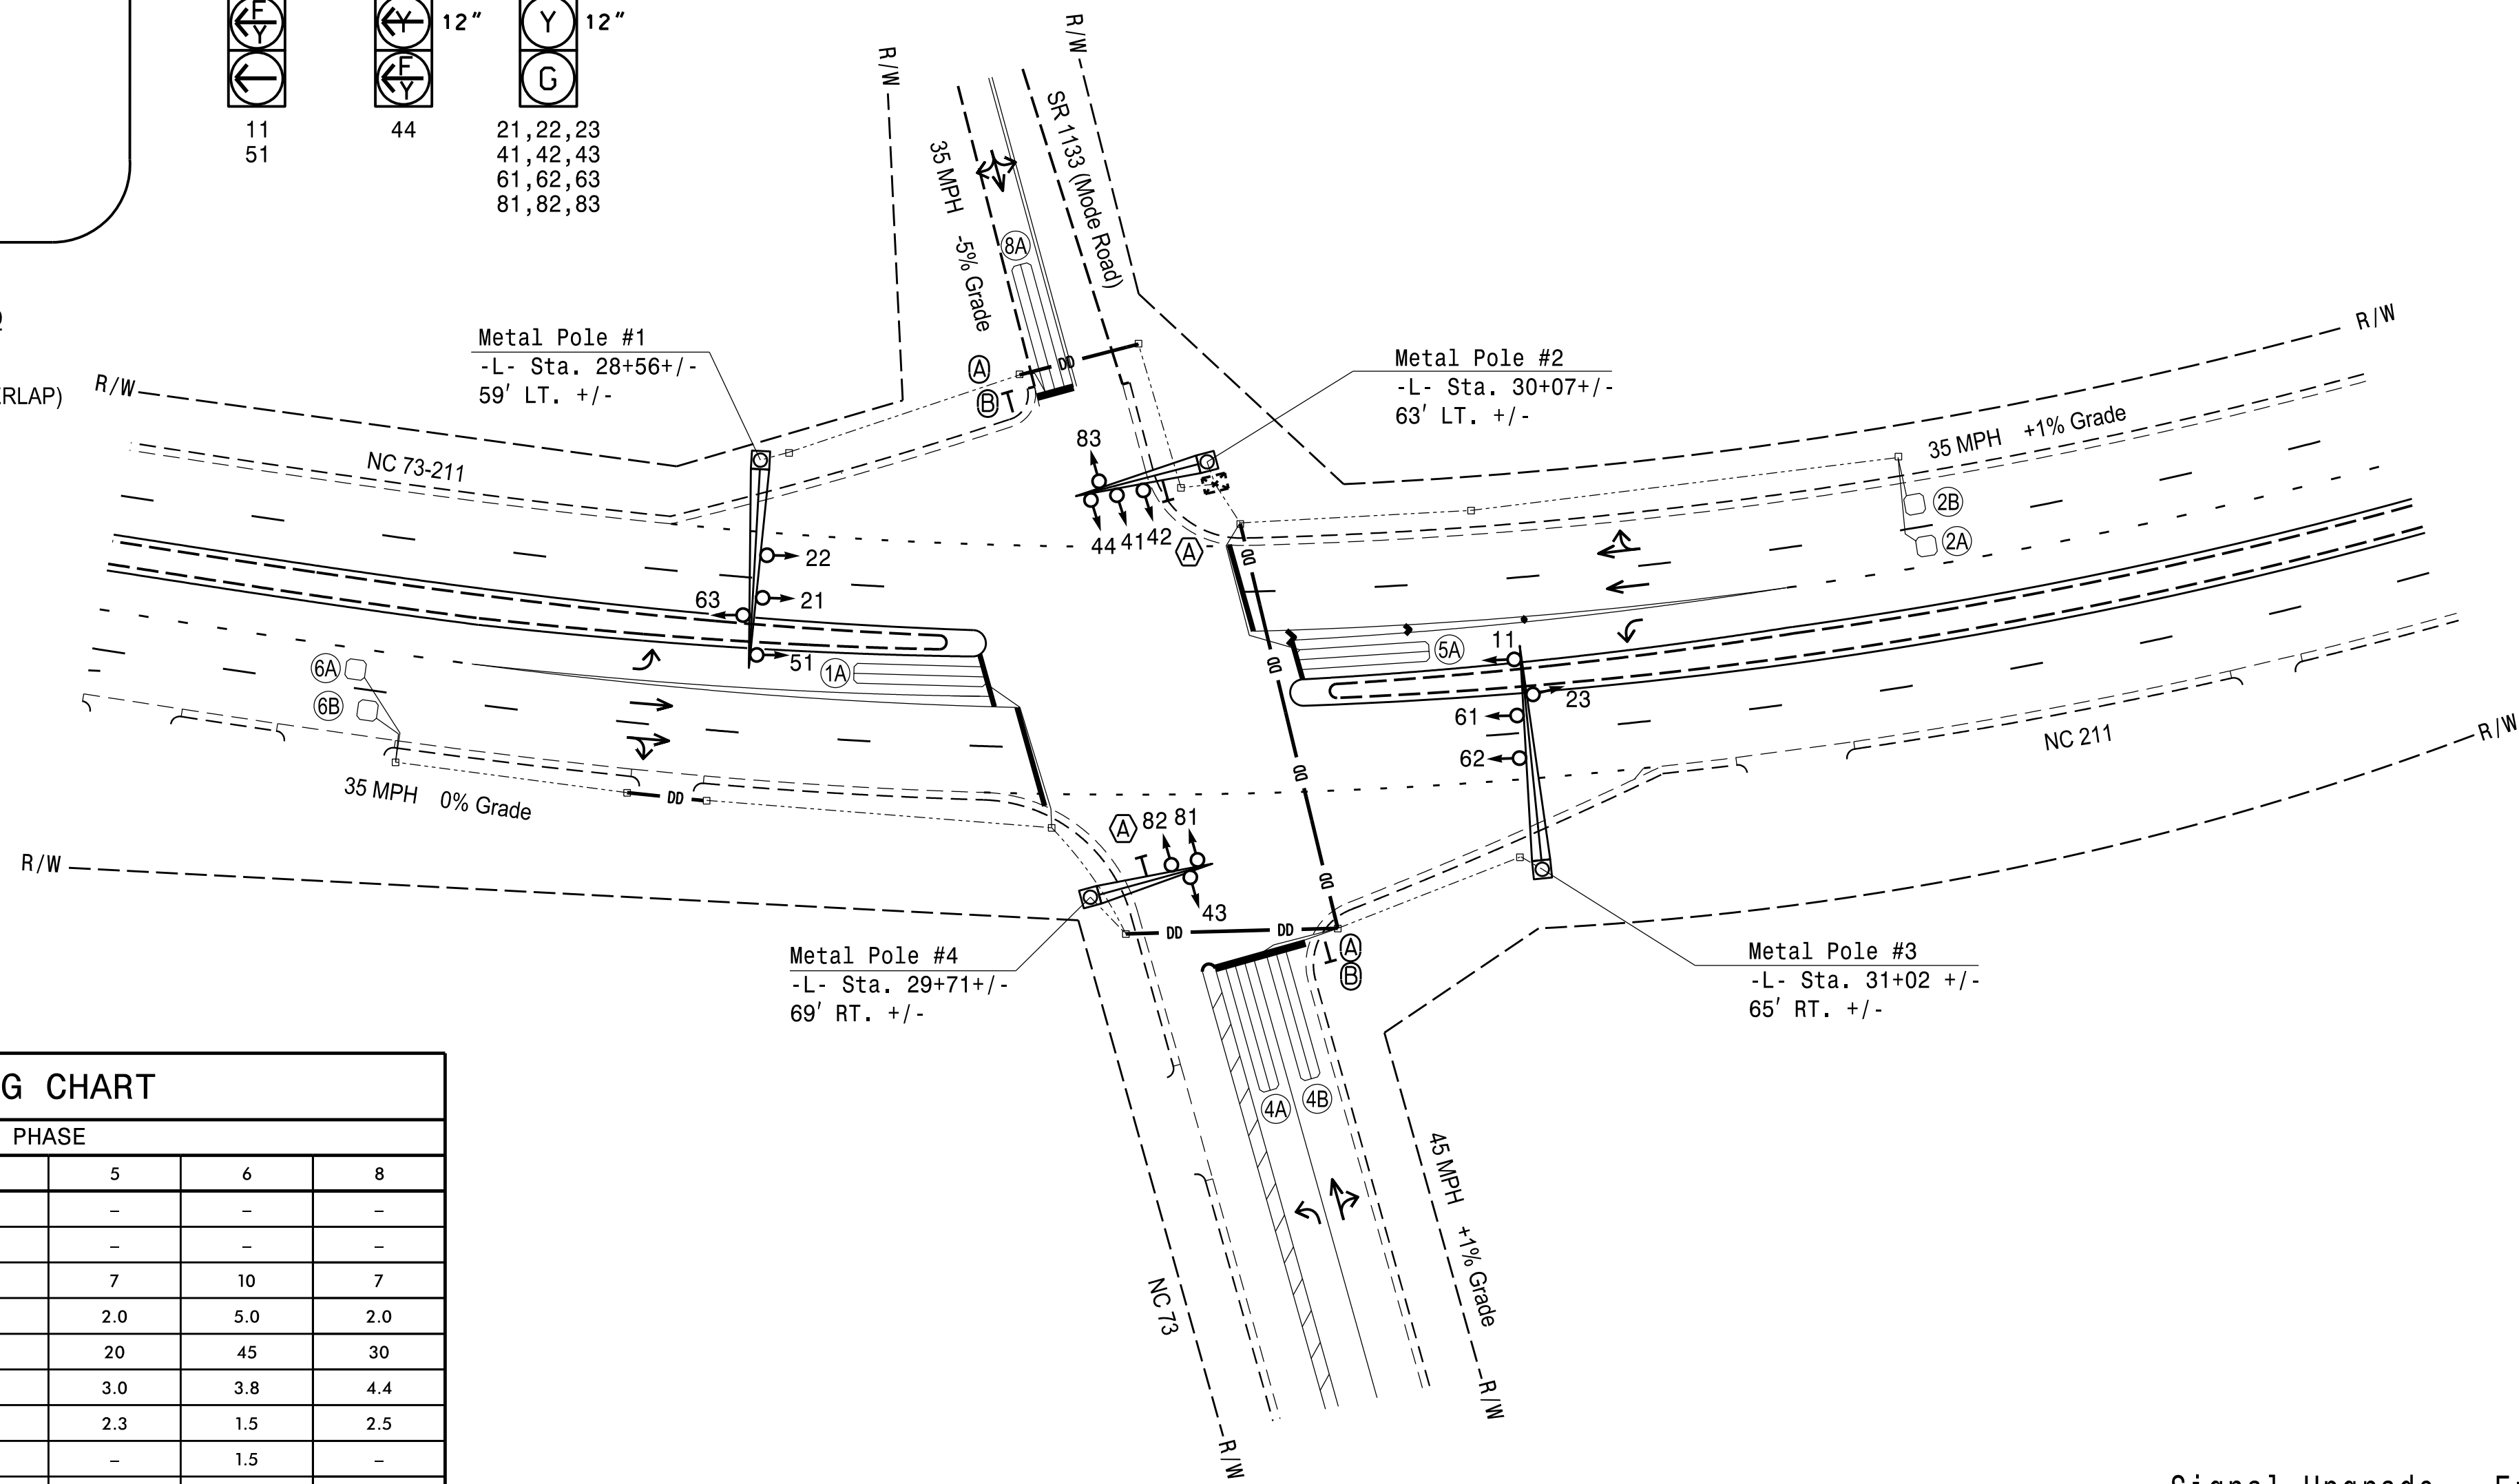 F
Y
Y
12"
Y
12"
F
Y
G
11
51
44
21,22,23
41,42,43
61,62,63
81,82,83
ERLAP)
R/W
R/W
R/W
R/W
35 MPH -5% Grade
SR 1133 (Mode Road)
8A
Metal Pole #1
-L- Sta. 28+56+/-
59' LT. +/-
A
B
DD
Metal Pole #2
-L- Sta. 30+07+/-
63' LT. +/-
35 MPH +1% Grade
NC 73-211
83
44 41 42
A
DD
2B
2A
22
21
63
51
1A
6A
6B
DD
5A
11
23
61
62
NC 211
R/W
35 MPH 0% Grade
DD
DD
R/W
A
82 81
43
DD
DD
DD
A
B
Metal Pole #4
-L- Sta. 29+71+/-
69' RT. +/-
Metal Pole #3
-L- Sta. 31+02 +/-
65' RT. +/-
4A
4B
45 MPH +1% Grade
NC 73
R/W
R/W
G CHART
PHASE
5 6 8
– – –
– – –
7 10 7
2.0 5.0 2.0
20 45 30
3.0 3.8 4.4
2.3 1.5 2.5
– 1.5 –
Signal Upgrade